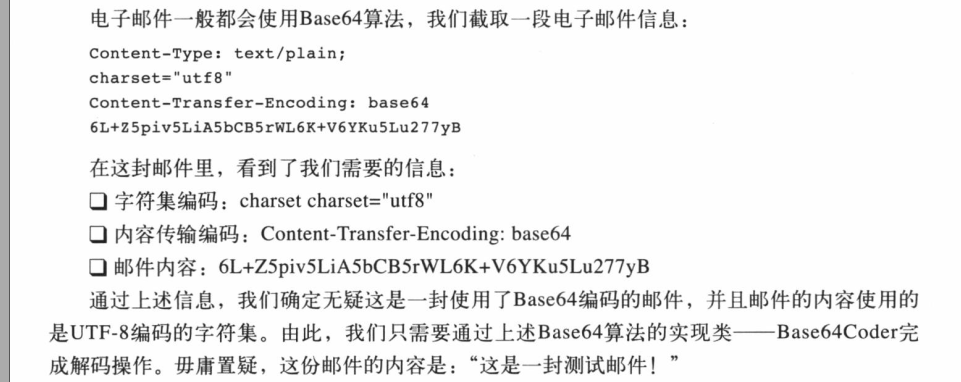 电子邮件一般都会使用Base64算法，我们截取一段电子邮件信息：
Content-Type: text/plain;
charset="utf8"
Content-Transfer-Encoding: base64
6L+Z5piv5LiA5bCB5rWL6K+V6YKu5Lu277yB
在这封邮件里，看到了我们需要的信息：
❏ 字符集编码：charset charset="utf8"
❏ 内容传输编码：Content-Transfer-Encoding: base64
❏ 邮件内容：6L+Z5piv5LiA5bCB5rWL6K+V6YKu5Lu277yB
通过上述信息，我们确定无疑这是一封使用了Base64编码的邮件，并且邮件的内容使用的
是UTF-8编码的字符集。由此，我们只需要通过上述Base64算法的实现类——Base64Coder完
成解码操作。毋庸置疑，这份邮件的内容是：“这是一封测试邮件！”